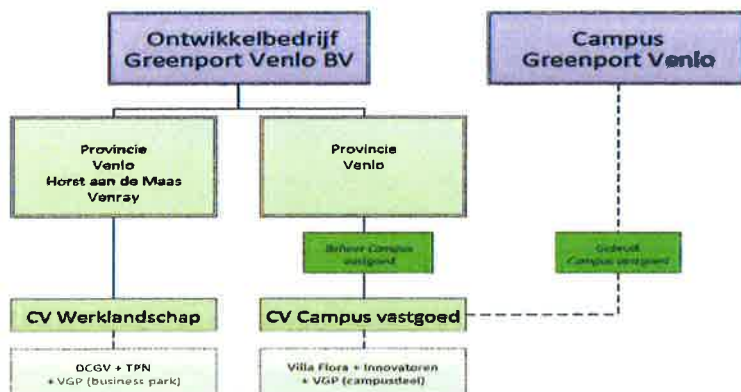 Ontwikkelbedrijf
Greenport Venlo BV
Campus
Greenport Venlo
Provincie
Venlo
Horst aan de Maas
Venray
Provincie
Venlo
Beheer Campus
vastgoed
Gebruik
Campus vastgoed
CV Werklandschap
CV Campus vastgoed
DCGV + TPN
+ VGP (business park)
Villa Flora + Innovatoren
+ VGP (campusdeel)